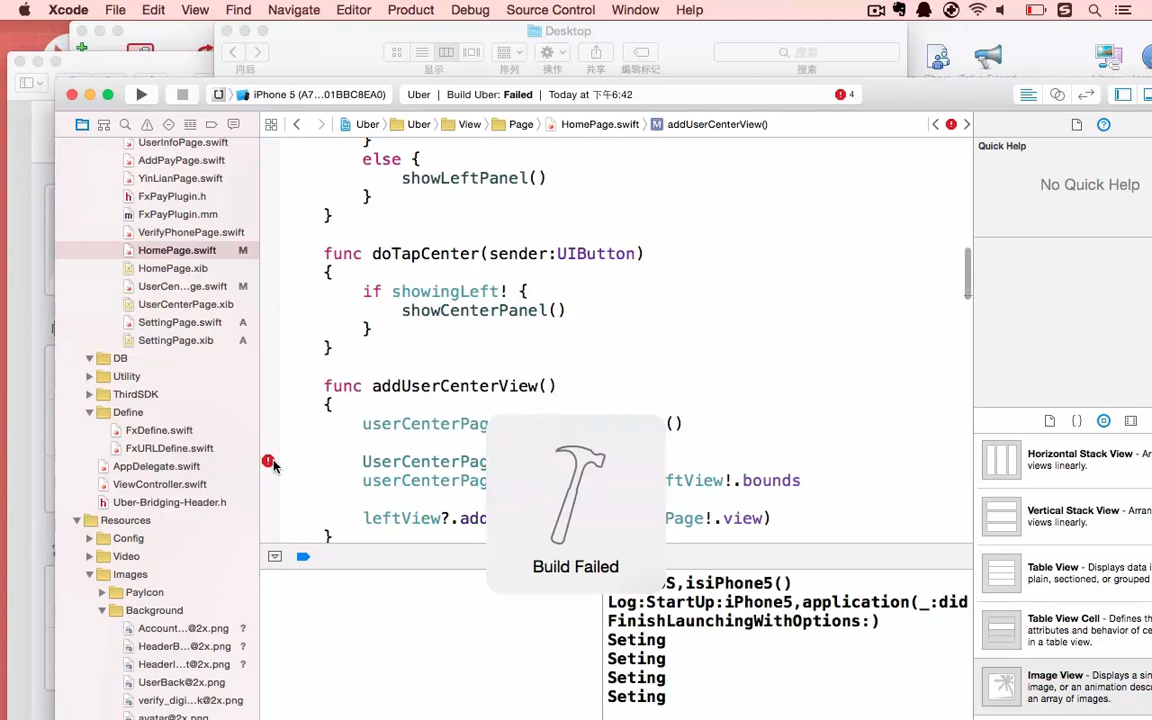 Xcode File Edit View Find Navigate Editor Product Debug Source Control Window Help
Desktop
向后 显示 排列 操作 共享 编辑标记 搜索
搜索
iPhone 5 (A7...01BBC8EA0) Uber | Build Uber: Failed | Today at 下午6:42 4
Uber Uber View Page HomePage.swift M addUserCenterView()
UserInfoPage.swift
AddPayPage.swift
YinLianPage.swift
h FxPayPlugin.h
m FxPayPlugin.mm
VerifyPhonePage.swift
HomePage.swift M
HomePage.xib
UserCen...ge.swift M
UserCenterPage.xib
SettingPage.swift A
SettingPage.xib A
DB
Utility
ThirdSDK
Define
FxDefine.swift
FxURLDefine.swift
AppDelegate.swift
ViewController.swift
h Uber-Bridging-Header.h
Resources
Config
Video
Images
PayIcon
Background
Account...@2x.png ?
HeaderB...@2x.png ?
HeaderI...t@2x.png ?
UserBack@2x.png
verify_digi...k@2x.png
avatar@2x.png
}
else {
showLeftPanel()
}
}
func doTapCenter(sender:UIButton)
{
if showingLeft! {
showCenterPanel()
}
}
func addUserCenterView()
{
userCenterPag ()
UserCenterPag
userCenterPag ftView!.bounds
leftView?.add Page!.view)
}
Build Failed
S,isiPhone5()
Log:StartUp:iPhone5,application(_:did
FinishLaunchingWithOptions:)
Seting
Seting
Seting
Seting
Quick Help
No Quick Help
{}
Horizontal Stack View - Arr
views linearly.
Vertical Stack View - Arran
views linearly.
Table View - Displays data i
plain, sectioned, or grouped
Table View Cell - Defines th
attributes and behavior of ce
in a table view.
Image View - Displays a sin
image, or an animation descr
an array of images.